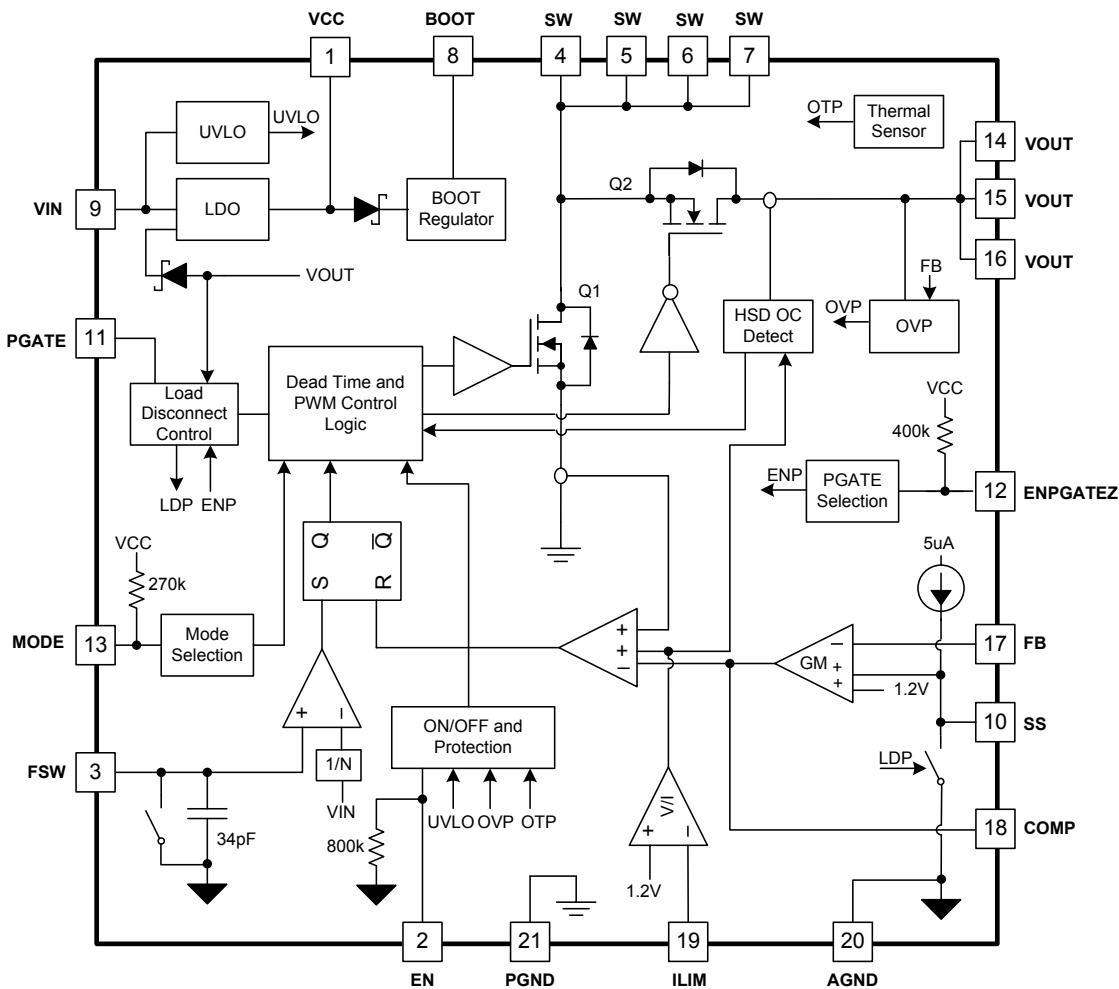 VCC
BOOT
SW
SW
SW
SW
1
8
4
5
6
7
UVLO
UVLO
OTP
Thermal
Sensor
14
VOUT
VIN
9
LDO
BOOT
Regulator
Q2
15
VOUT
16
VOUT
VOUT
FB
PGATE
11
Q1
HSD OC
Detect
OVP
OVP
Load
Disconnect
Control
Dead Time and
PWM Control
Logic
VCC
400k
LDP
ENP
ENP
PGATE
Selection
12
ENPGATEZ
VCC
270k
S
Q
R
Q
5uA
MODE
13
Mode
Selection
+
+
–
GM
–
+
+
1.2V
17
FB
10
SS
FSW
3
+
–
1/N
VIN
34pF
ON/OFF and
Protection
UVLO
OVP
OTP
800k
V/I
+
–
1.2V
LDP
18
COMP
2
21
19
20
EN
PGND
ILIM
AGND